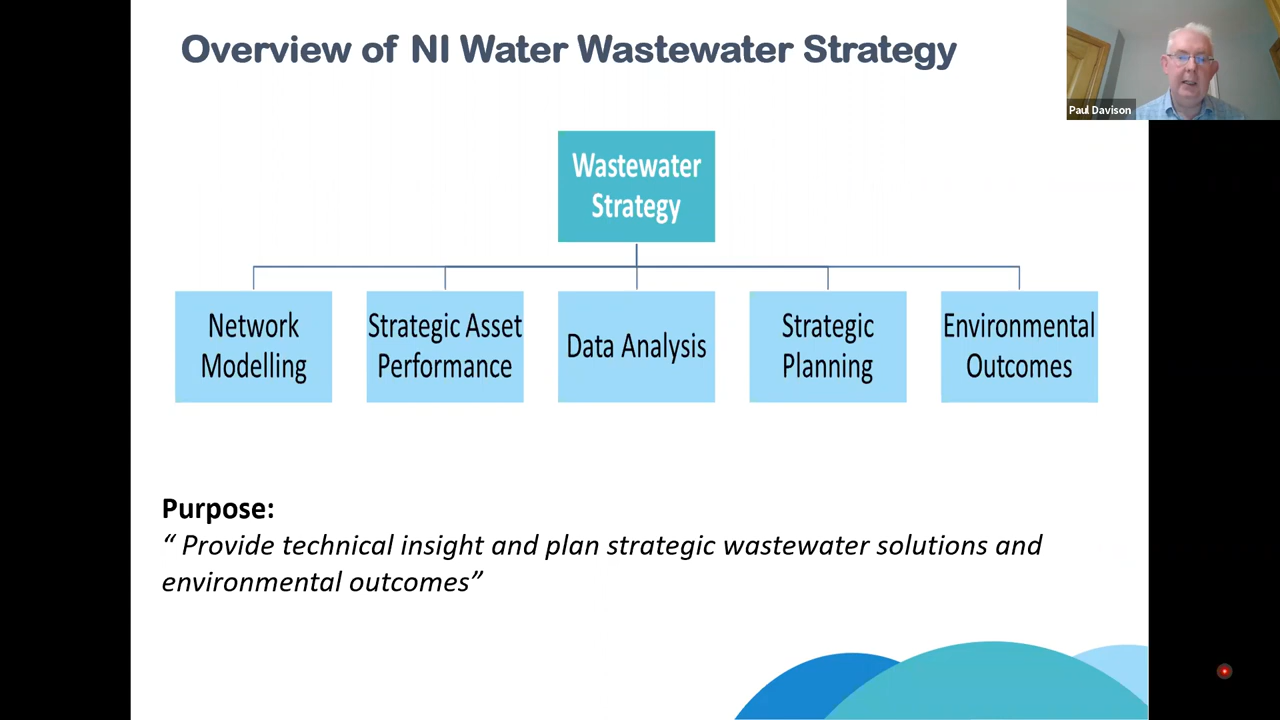 Overview of NI Water Wastewater Strategy
Paul Davison
Wastewater
Strategy
Network
Modelling
Strategic Asset
Performance
Data Analysis
Strategic
Planning
Environmental
Outcomes
Purpose:
“ Provide technical insight and plan strategic wastewater solutions and
environmental outcomes”